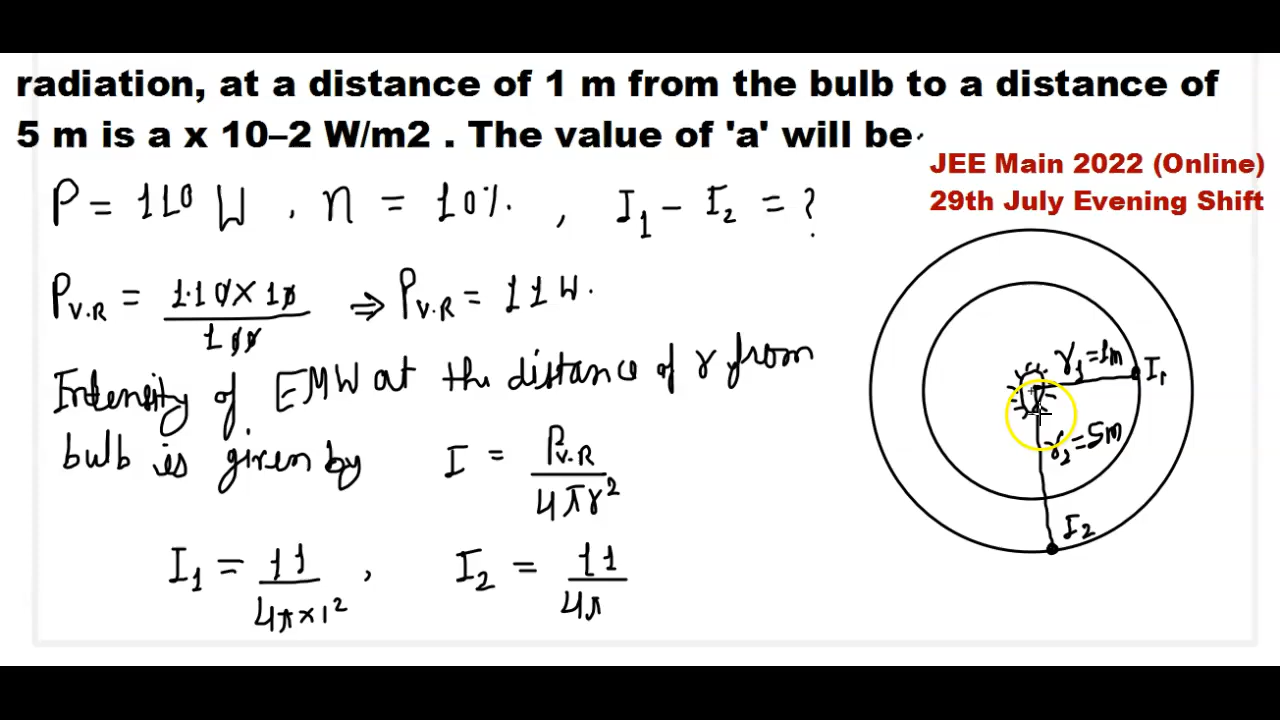 radiation, at a distance of 1 m from the bulb to a distance of
5 m is a x 10–2 W/m2 . The value of 'a' will be
JEE Main 2022 (Online)
29th July Evening Shift
P = 110 W , η = 10%. , I₁ – I₂ = ?
P_V.R = 110 × 10 / 100 ⇒ P_V.R = 11 W.
Intensity of EMW at the distance of r from
bulb is given by I = P_V.R / 4πr²
I₁ = 11 / 4π×1² , I₂ = 11 / 4π
r₁ = 1m I₁
r₂ = 5m
I₂